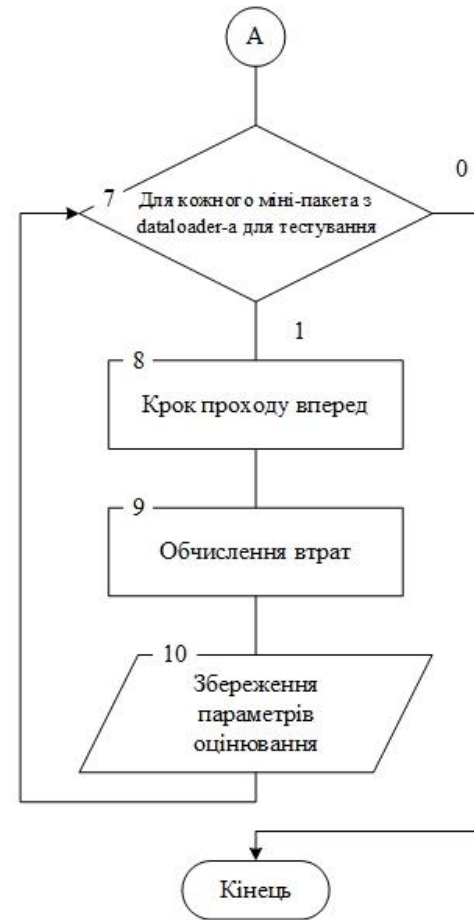 А
0
7
Для кожного міні-пакета з
dataloader-а для тестування
1
8
Крок проходу вперед
9
Обчислення втрат
10
Збереження
параметрів
оцінювання
Кінець